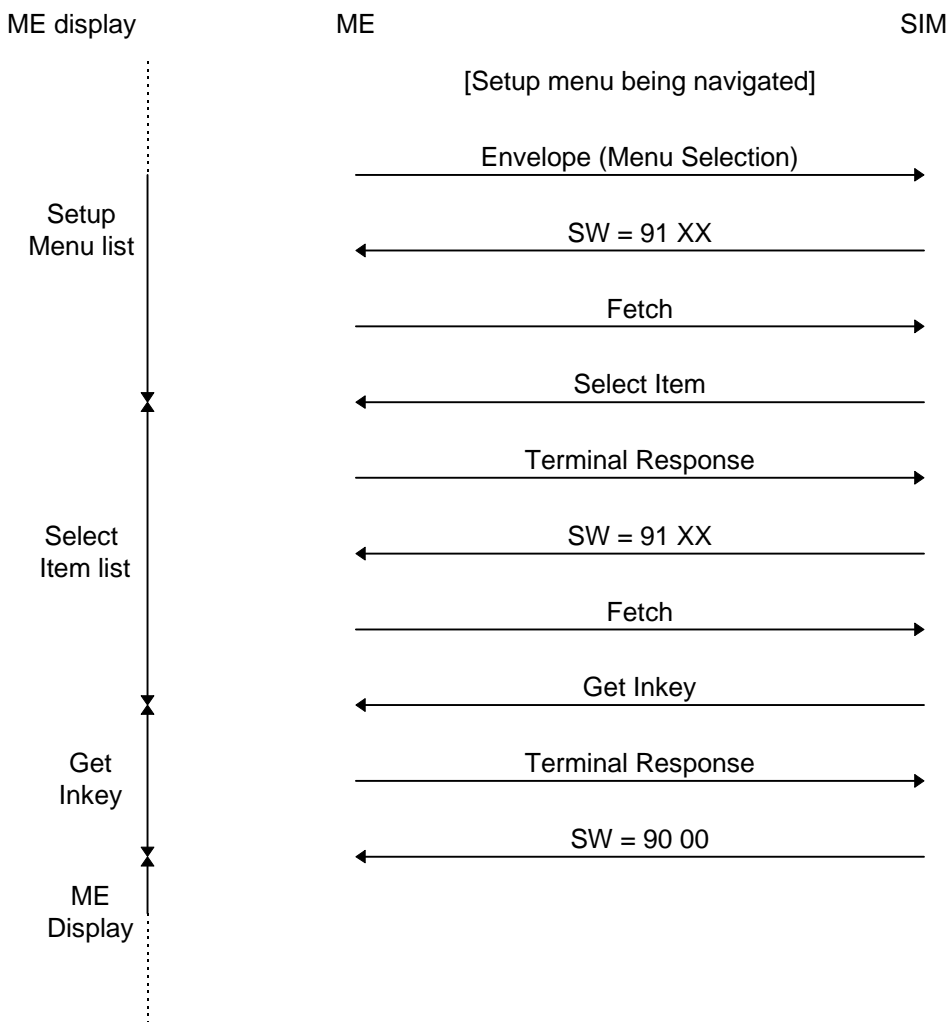 ME display ME SIM
[Setup menu being navigated]
Envelope (Menu Selection)
Setup
Menu list
SW = 91 XX
Fetch
Select Item
Terminal Response
Select
Item list
SW = 91 XX
Fetch
Get Inkey
Get
Inkey
Terminal Response
SW = 90 00
ME
Display